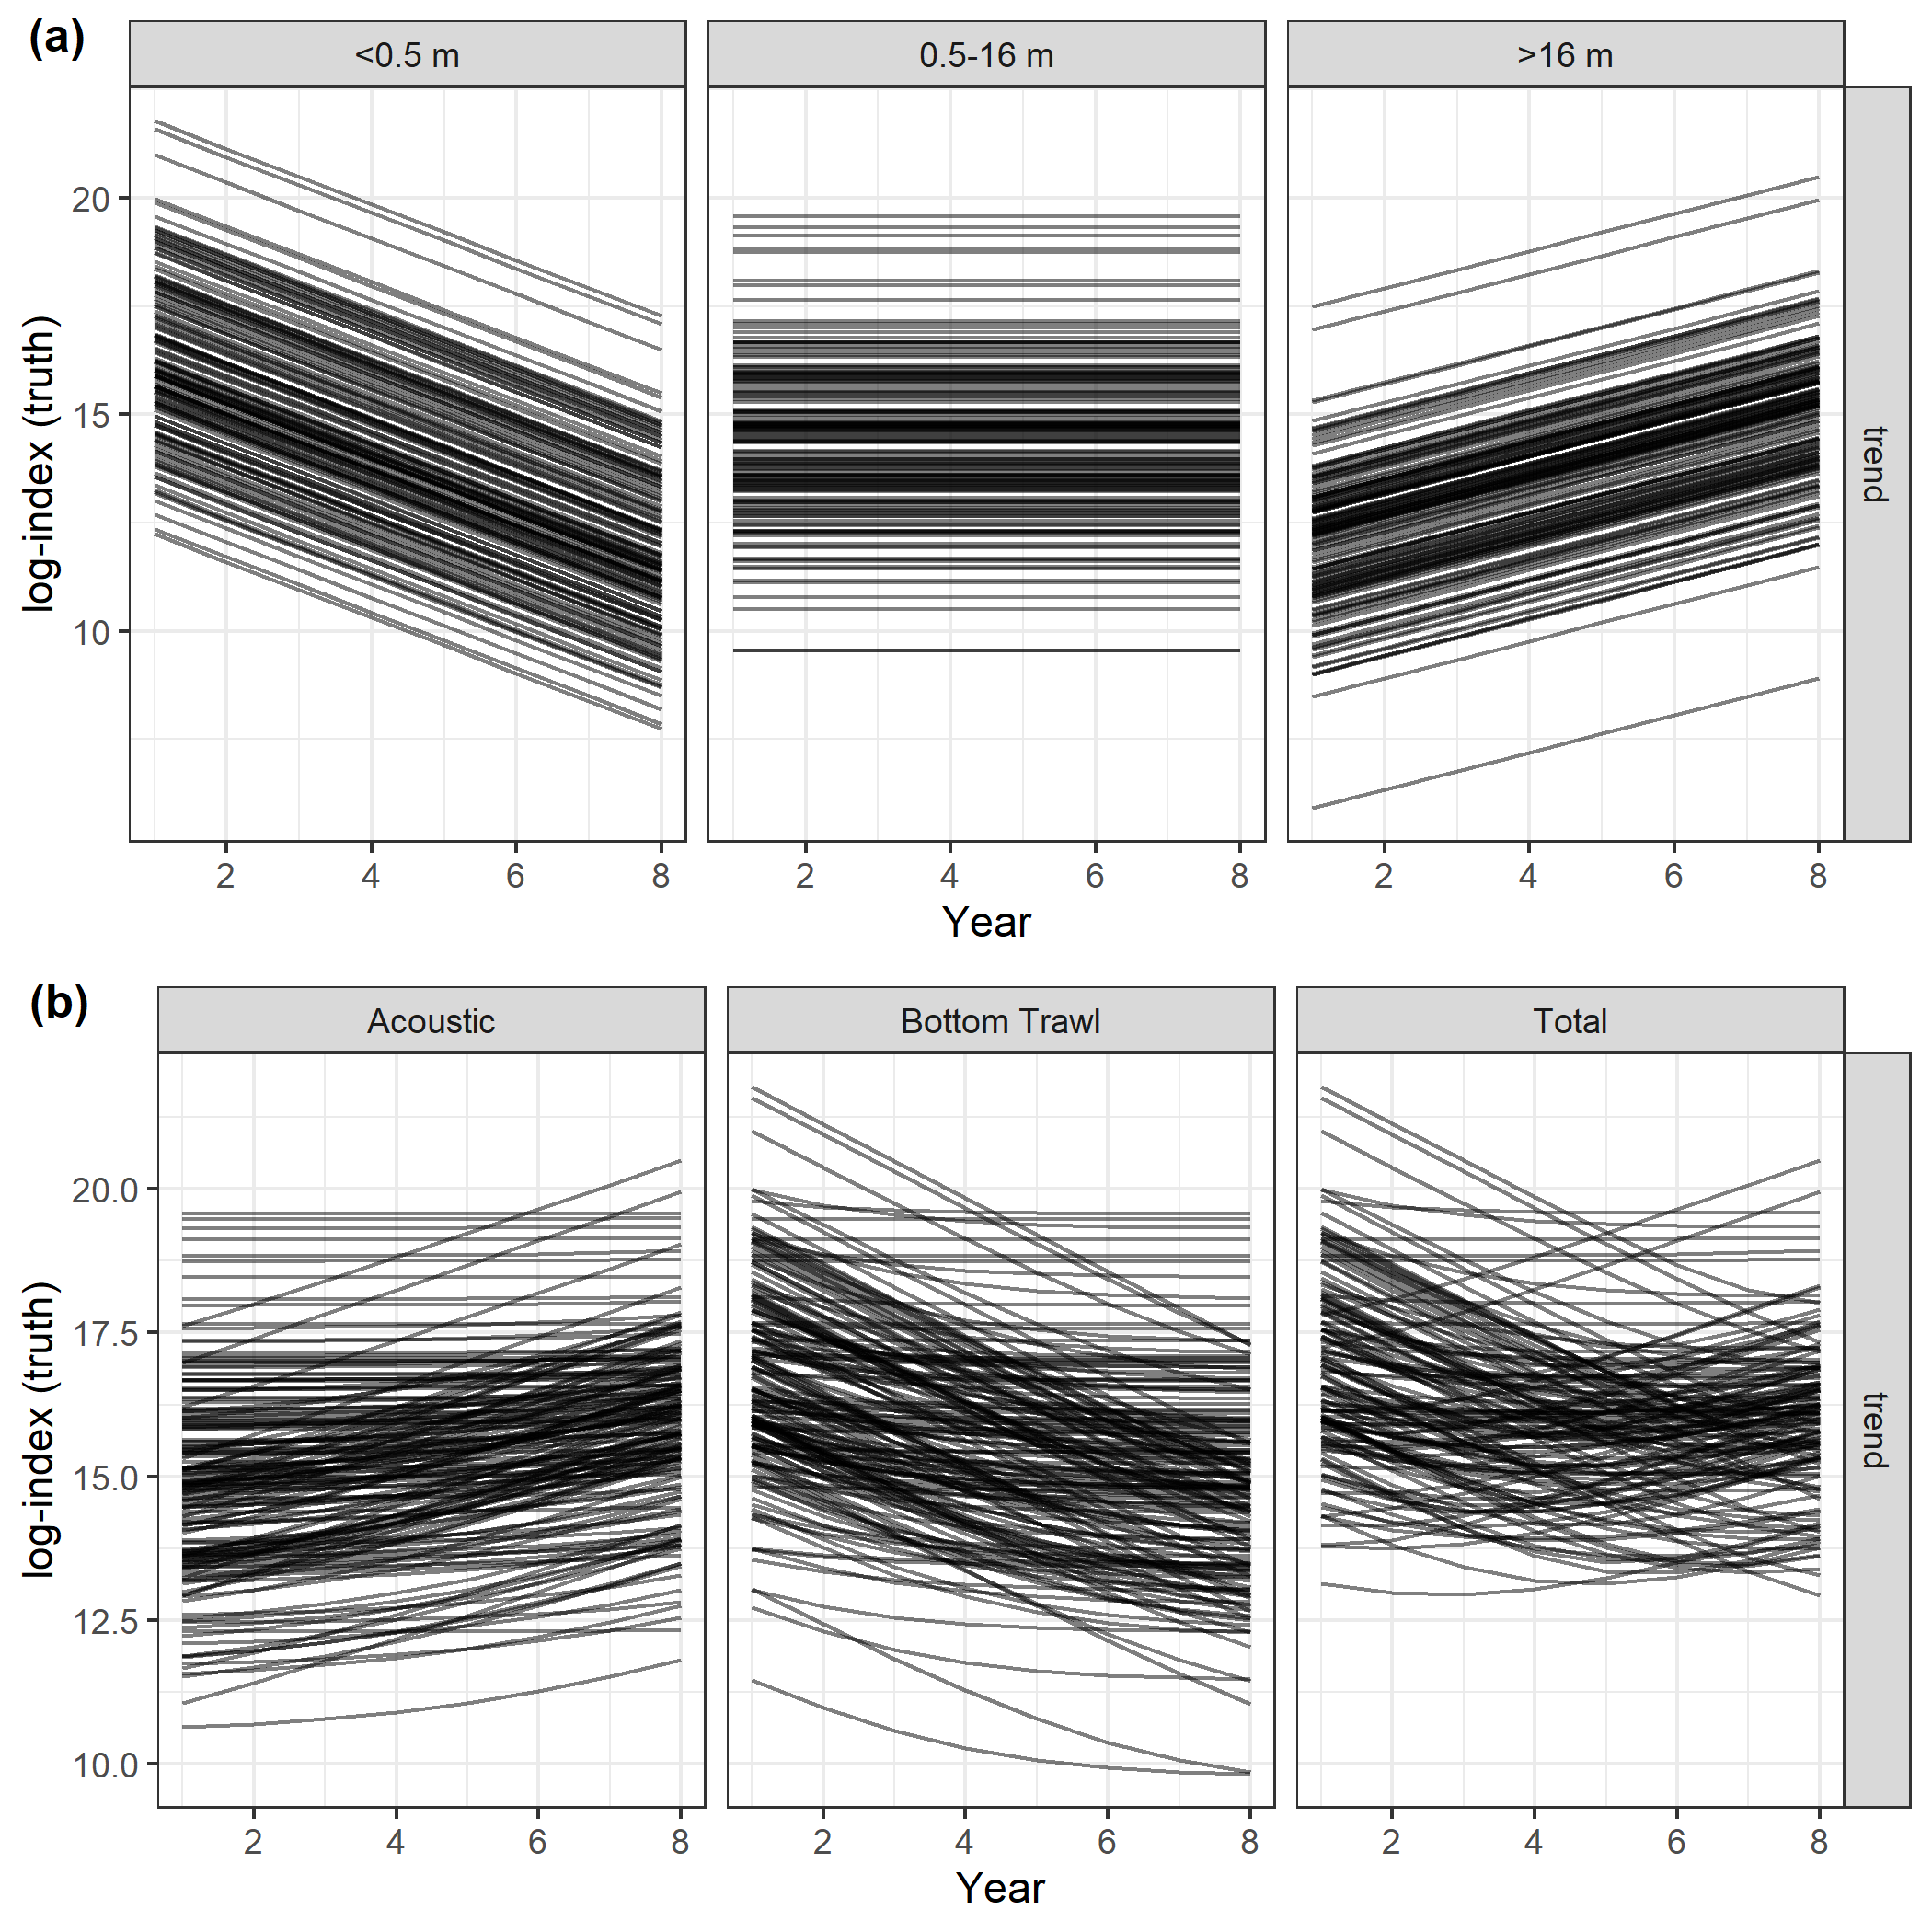 (a)
<0.5 m
0.5-16 m
>16 m
20
15
10
log-index (truth)
trend
2 4 6 8
2 4 6 8
2 4 6 8
Year
(b)
Acoustic
Bottom Trawl
Total
20.0
17.5
15.0
12.5
10.0
log-index (truth)
trend
2 4 6 8
2 4 6 8
2 4 6 8
Year